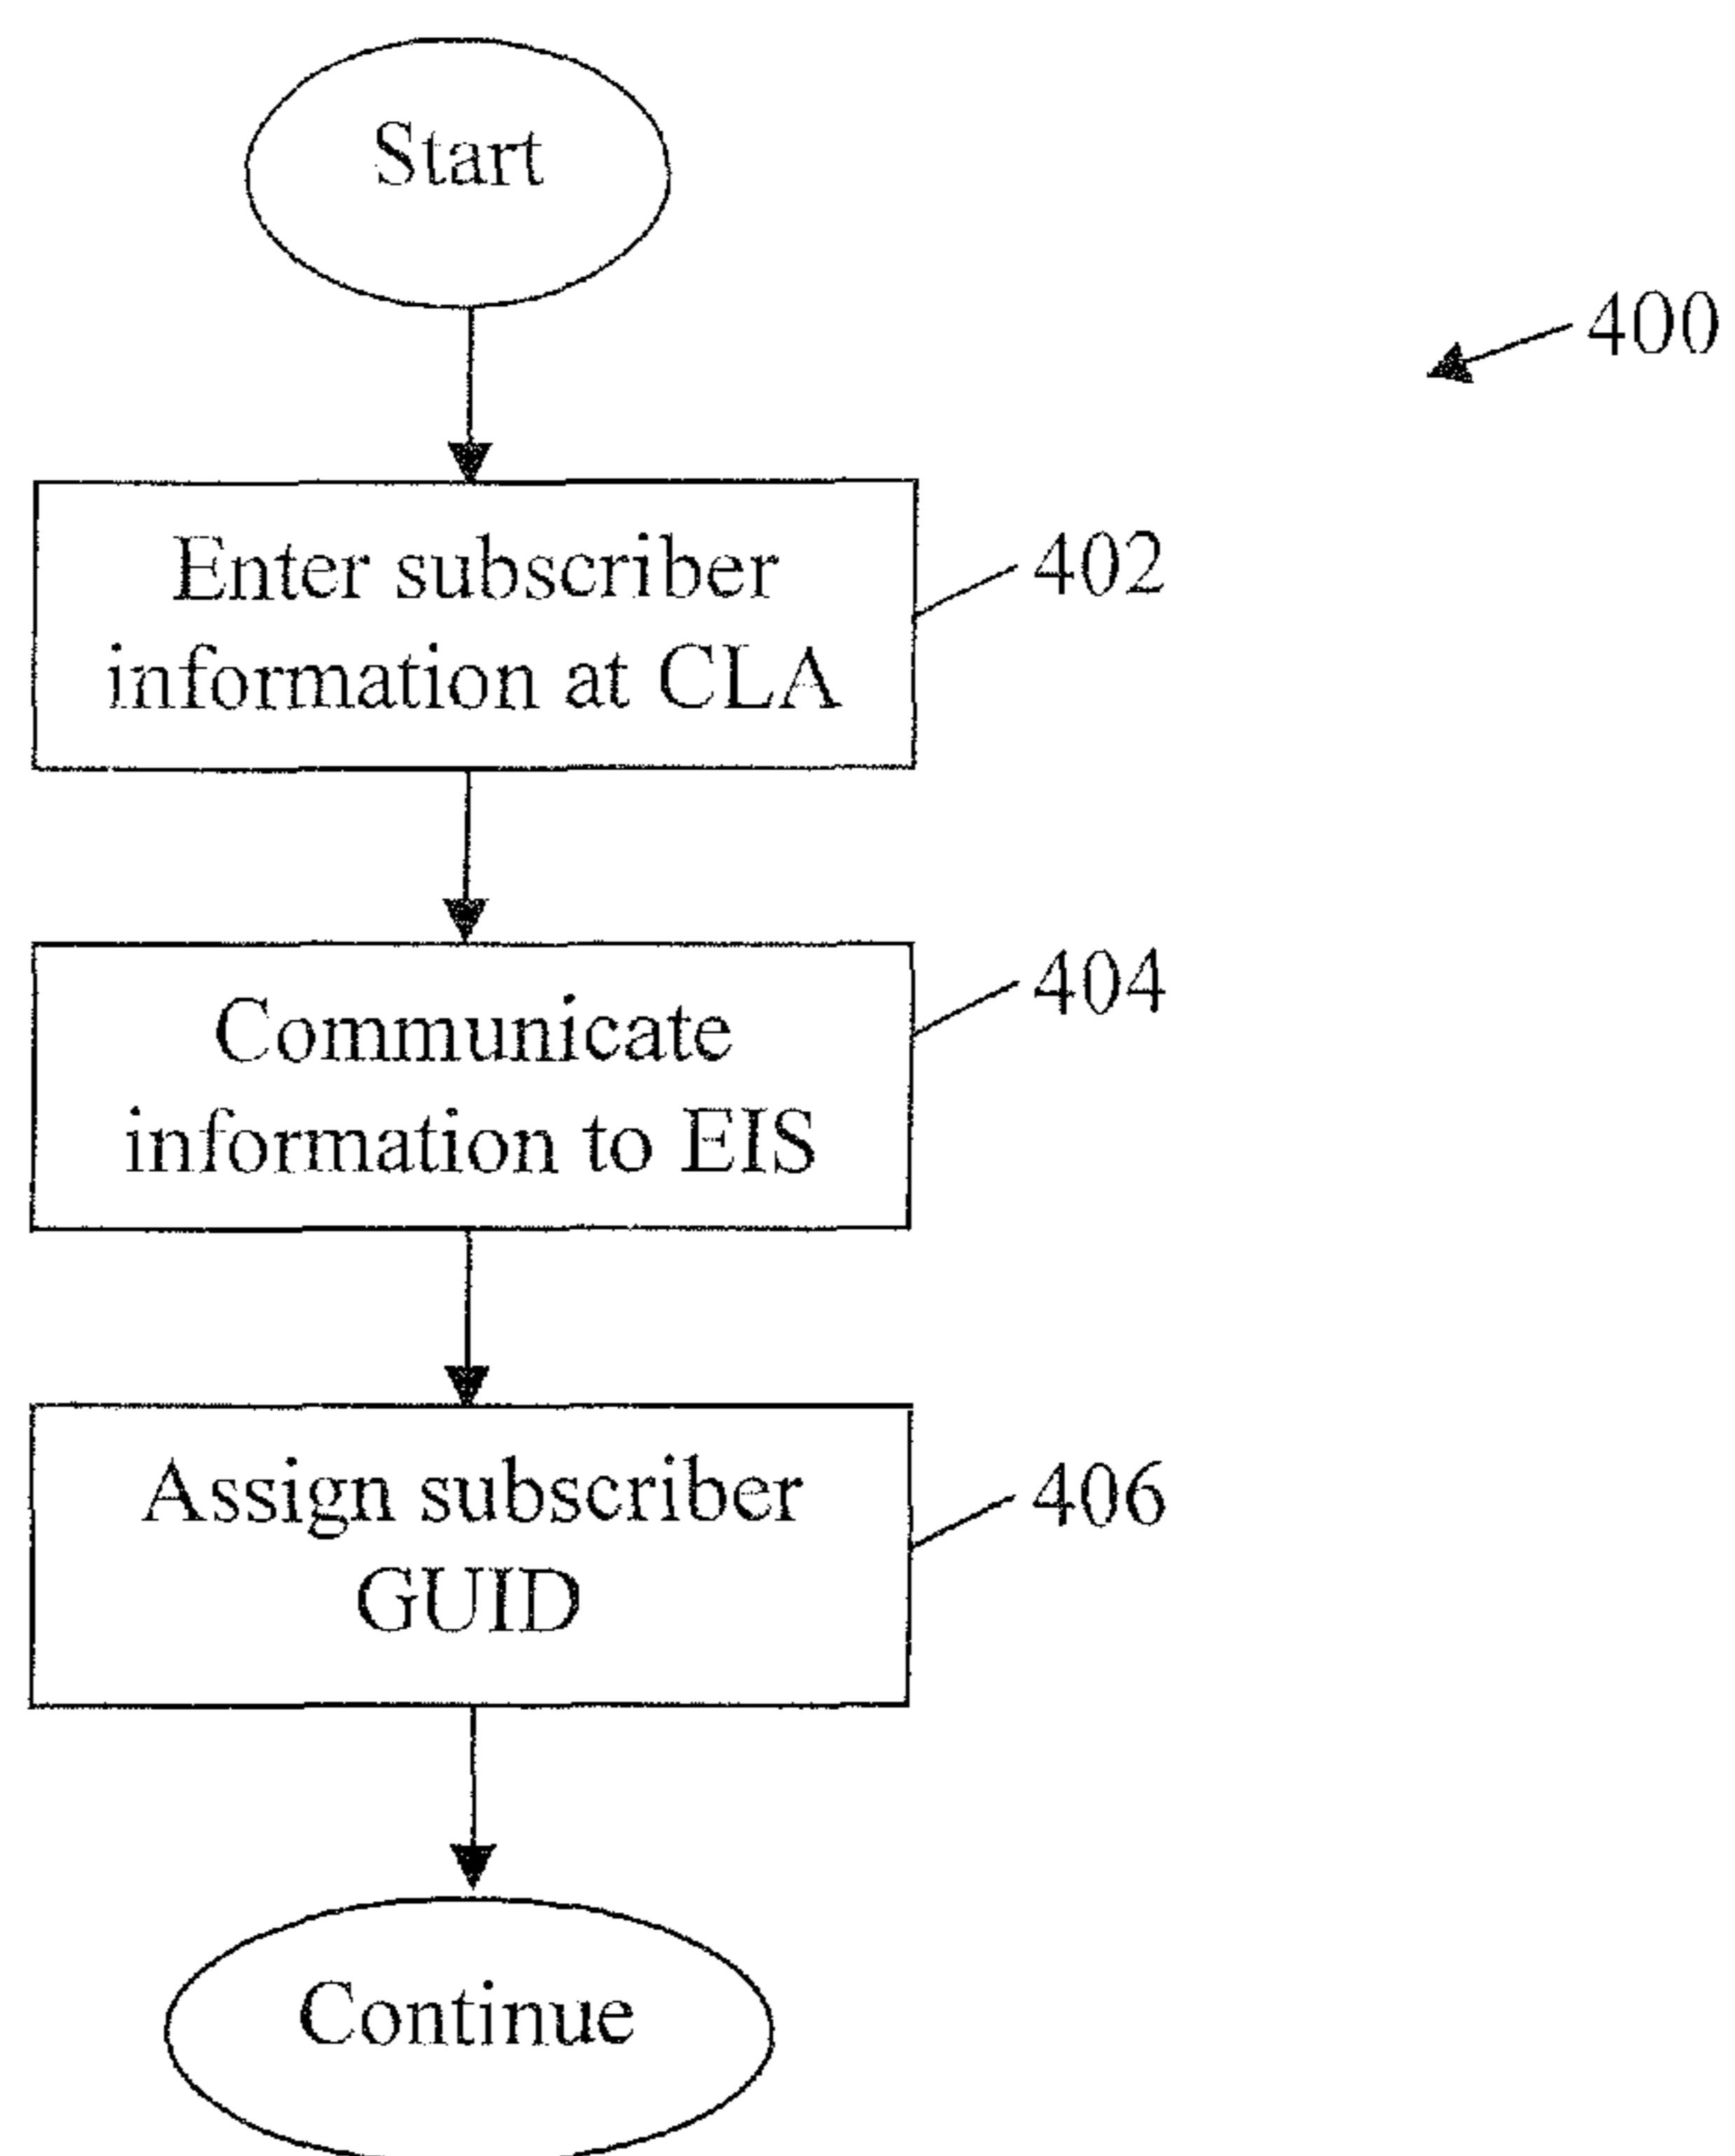 Start
400
Enter subscriber
information at CLA
402
Communicate
information to EIS
404
Assign subscriber
GUID
406
Continue